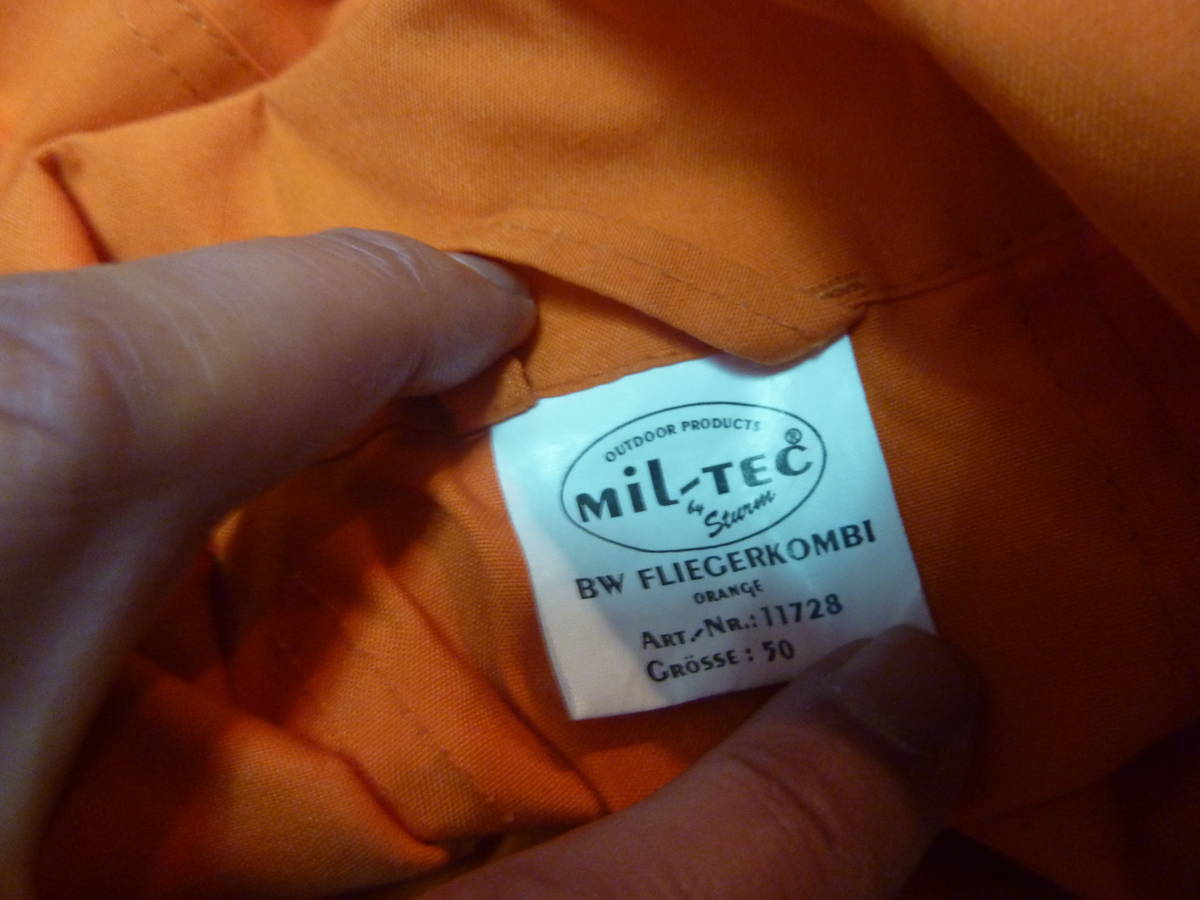 OUTDOOR PRODUCTS
MiL-TEC®
by Sturm
BW FLIEGERKOMBI
ORANGE
ART.-NR.: 11728
GRÖSSE : 50